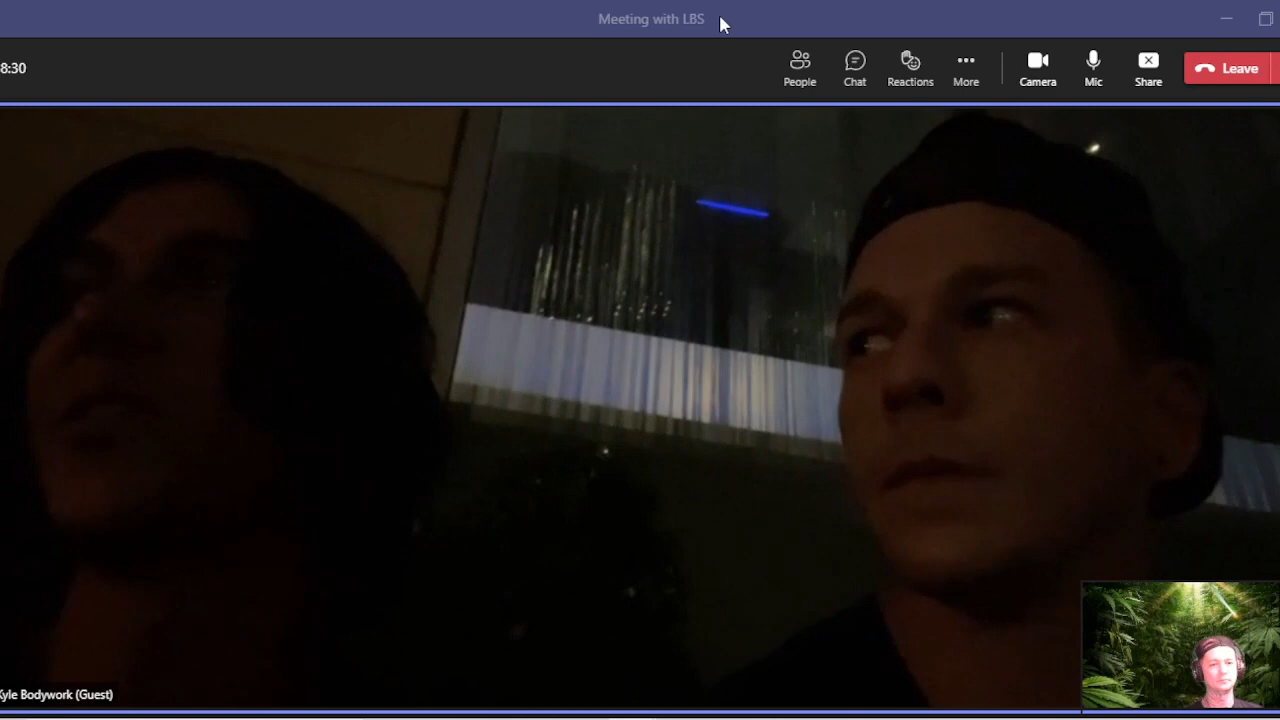 Meeting with LBS
8:30
People
Chat
Reactions
More
Camera
Mic
Share
Leave
Kyle Bodywork (Guest)